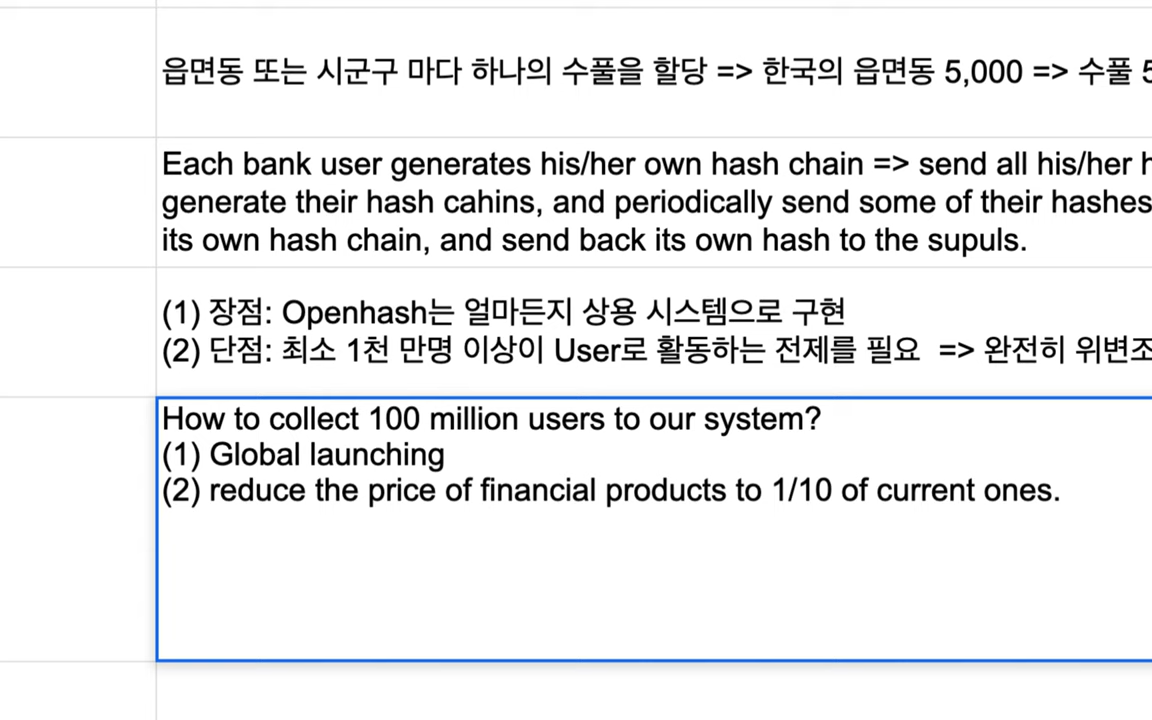 읍면동 또는 시군구 마다 하나의 수풀을 할당 => 한국의 읍면동 5,000 => 수풀
Each bank user generates his/her own hash chain => send all his/her
generate their hash cahins, and periodically send some of their hashes
its own hash chain, and send back its own hash to the supuls.
(1) 장점: Openhash는 얼마든지 상용 시스템으로 구현
(2) 단점: 최소 1천 만명 이상이 User로 활동하는 전제를 필요 => 완전히 위변조
How to collect 100 million users to our system?
(1) Global launching
(2) reduce the price of financial products to 1/10 of current ones.